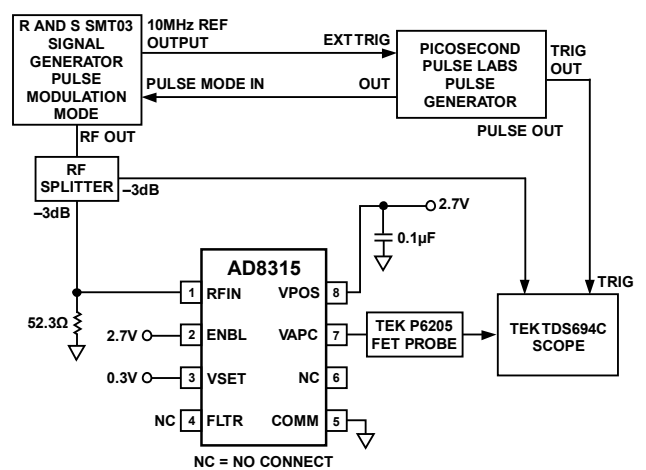 R AND S SMT03
SIGNAL
GENERATOR
PULSE
MODULATION
MODE
10MHz REF
OUTPUT
EXT TRIG
PULSE MODE IN
OUT
PICOSECOND
PULSE LABS
PULSE
GENERATOR
TRIG
OUT
PULSE OUT
RF OUT
RF
SPLITTER
–3dB
–3dB
2.7V
0.1µF
AD8315
1 RFIN
VPOS 8
52.3Ω
2.7V
2 ENBL
VAPC 7
TEK P6205
FET PROBE
TRIG
TEK TDS694C
SCOPE
0.3V
3 VSET
NC 6
NC
4 FLTR
COMM 5
NC = NO CONNECT